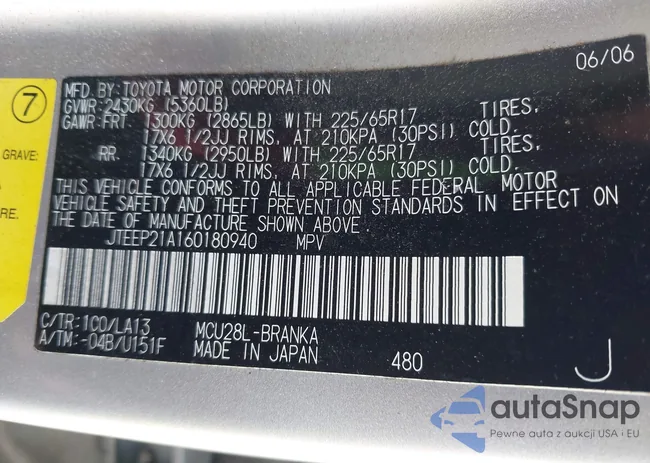 06/06
MFD. BY: TOYOTA MOTOR CORPORATION
GVWR: 2430KG (5360LB)
GAWR: FRT 1300KG (2865LB) WITH 225/65R17 TIRES,
17X6 1/2JJ RIMS, AT 210KPA (30PSI) COLD.
RR 1340KG (2950LB) WITH 225/65R17 TIRES,
17X6 1/2JJ RIMS, AT 210KPA (30PSI) COLD.
THIS VEHICLE CONFORMS TO ALL APPLICABLE FEDERAL MOTOR
VEHICLE SAFETY AND THEFT PREVENTION STANDARDS IN EFFECT ON
THE DATE OF MANUFACTURE SHOWN ABOVE.
JTEEP21A160180940 MPV
C/TR: 1C0/LA13 MCU28L-BRANKA
A/TM: -04B/U151F MADE IN JAPAN 480 J
7
GRAVE:
RE.
autaSnap
Pewne auta z aukcji USA i EU